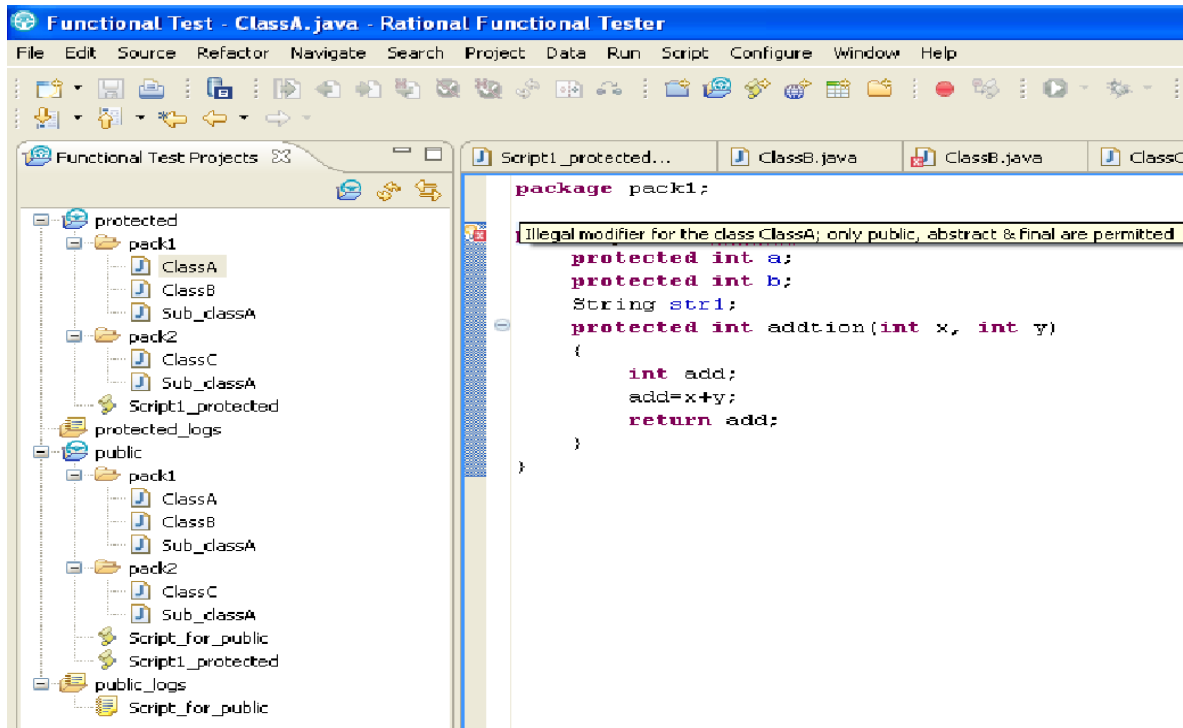 Functional Test - ClassA.java - Rational Functional Tester
File Edit Source Refactor Navigate Search Project Data Run Script Configure Window Help
Functional Test Projects
Script1_protected...
ClassB.java
ClassB.java
ClassC
protected
pack1
ClassA
ClassB
Sub_classA
pack2
ClassC
Sub_classA
Script1_protected
protected_logs
public
pack1
ClassA
ClassB
Sub_classA
pack2
ClassC
Sub_classA
Script_for_public
Script1_protected
public_logs
Script_for_public
package pack1;
Illegal modifier for the class ClassA; only public, abstract & final are permitted
protected int a;
protected int b;
String str1;
protected int addtion(int x, int y)
{
int add;
add=x+y;
return add;
}
}